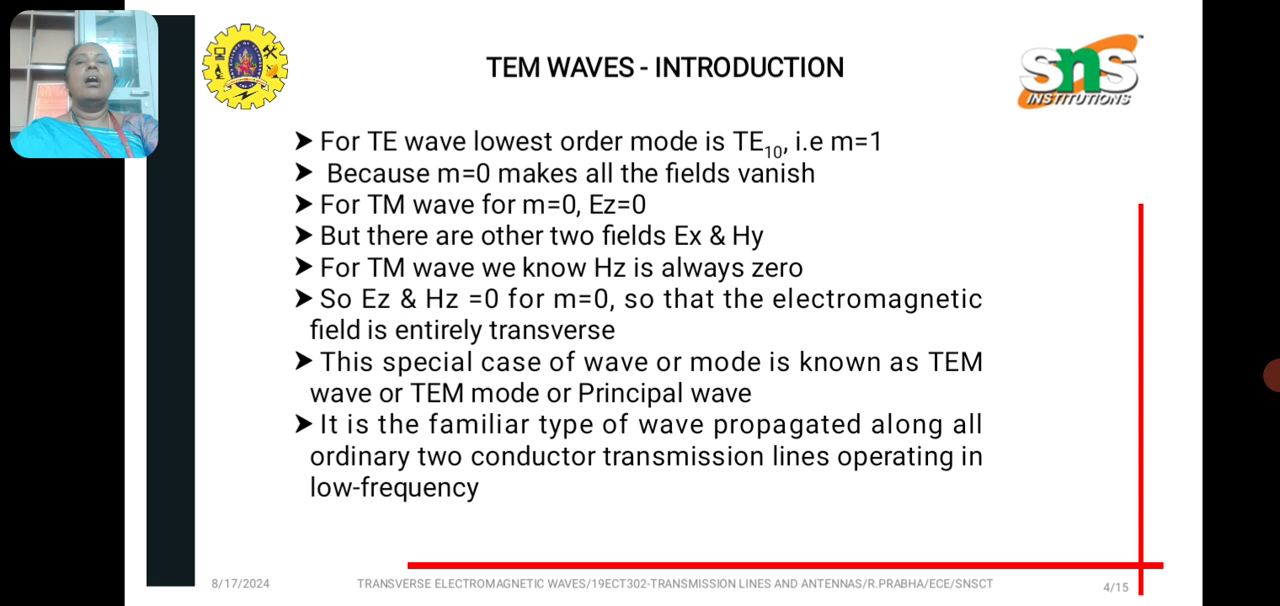 TEM WAVES - INTRODUCTION
SNS
INSTITUTIONS
➤ For TE wave lowest order mode is TE10, i.e m=1
➤ Because m=0 makes all the fields vanish
➤ For TM wave for m=0, Ez=0
➤ But there are other two fields Ex & Hy
➤ For TM wave we know Hz is always zero
➤ So Ez & Hz =0 for m=0, so that the electromagnetic
field is entirely transverse
➤ This special case of wave or mode is known as TEM
wave or TEM mode or Principal wave
➤ It is the familiar type of wave propagated along all
ordinary two conductor transmission lines operating in
low-frequency
8/17/2024
TRANSVERSE ELECTROMAGNETIC WAVES/19ECT302-TRANSMISSION LINES AND ANTENNAS/R.PRABHA/ECE/SNSCT
4/15